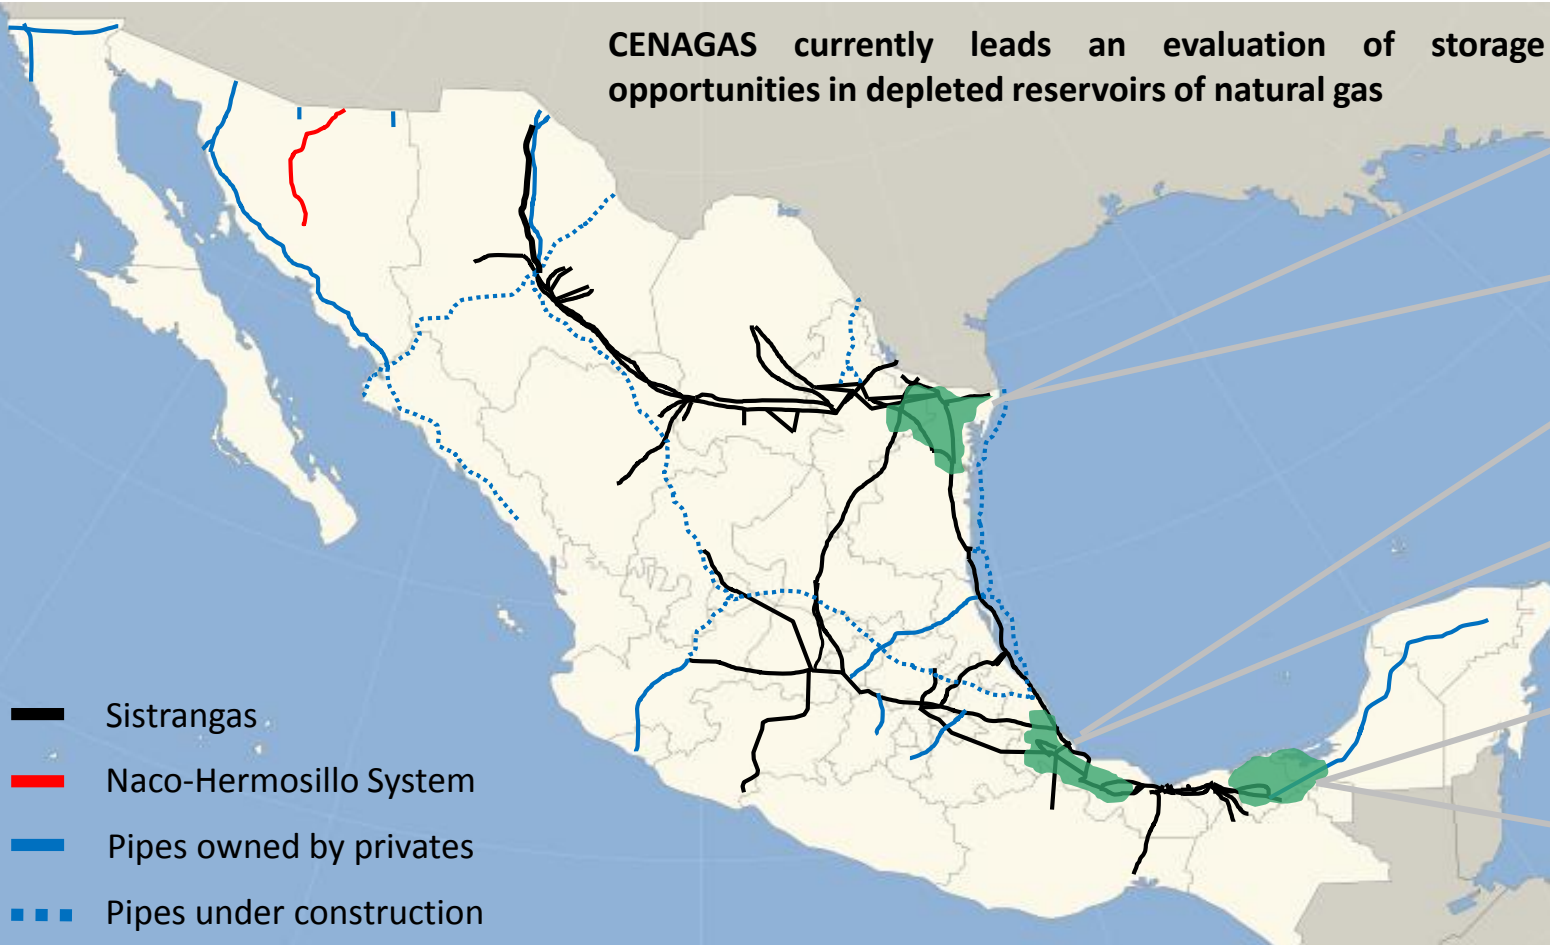 CENAGAS currently leads an evaluation of storage
opportunities in depleted reservoirs of natural gas
Sistrangas
Naco-Hermosillo System
Pipes owned by privates
Pipes under construction